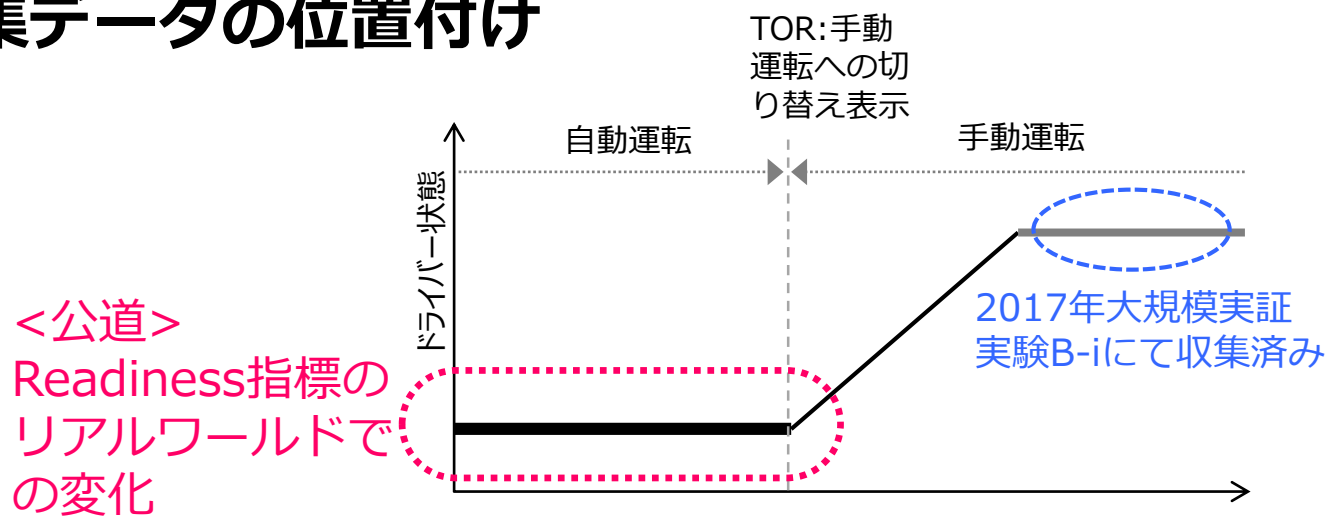 集データの位置付け
TOR:手動
運転への切
り替え表示
自動運転
手動運転
ドライバー状態
2017年大規模実証
実験B-iにて収集済み
<公道>
Readiness指標の
リアルワールドで
の変化